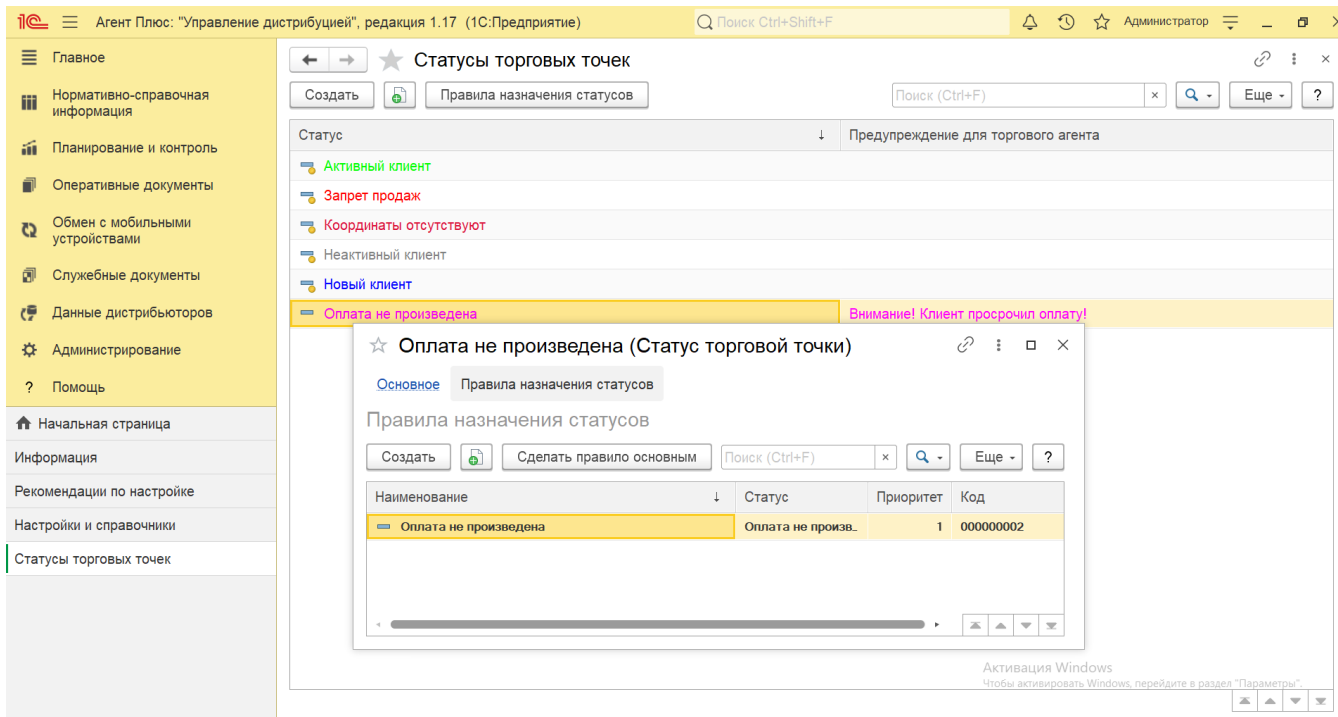 Агент Плюс: "Управление дистрибуцией", редакция 1.17 (1С:Предприятие)
Поиск Ctrl+Shift+F
Администратор
Главное
Нормативно-справочная
информация
Планирование и контроль
Оперативные документы
Обмен с мобильными
устройствами
Служебные документы
Данные дистрибьюторов
Администрирование
? Помощь
Начальная страница
Информация
Рекомендации по настройке
Настройки и справочники
Статусы торговых точек
Статусы торговых точек
Создать Правила назначения статусов Поиск (Ctrl+F) × Еще ?
Статус ↓ Предупреждение для торгового агента
Активный клиент
Запрет продаж
Координаты отсутствуют
Неактивный клиент
Новый клиент
Оплата не произведена Внимание! Клиент просрочил оплату!
Оплата не произведена (Статус торговой точки)
Основное Правила назначения статусов
Правила назначения статусов
Создать Сделать правило основным Поиск (Ctrl+F) × Еще ?
Наименование ↓ Статус Приоритет Код
Оплата не произведена Оплата не произв... 1 000000002
Активация Windows
Чтобы активировать Windows, перейдите в раздел "Параметры".